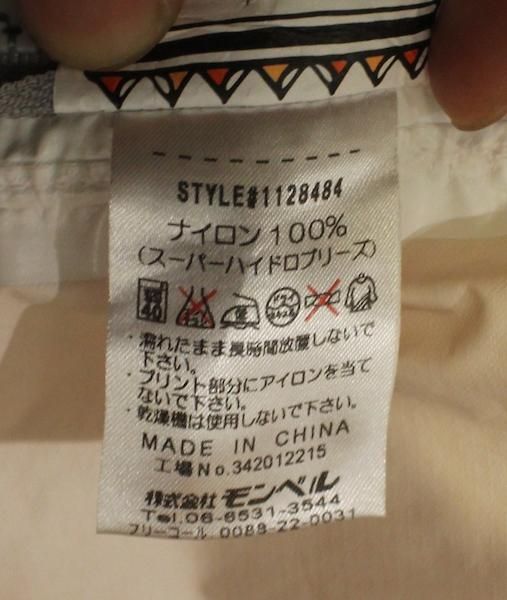 STYLE#1128484
ナイロン 100%
(スーパーハイドロブリーズ)
40
・濡れたまま長時間放置しないで
下さい。
・プリント部分にアイロンを当て
ないで下さい。
・乾燥機は使用しないで下さい。
MADE IN CHINA
工場No.342012215
株式会社 モンベル
Tel.06-6531-3544
フリーコール 0088-22-0031